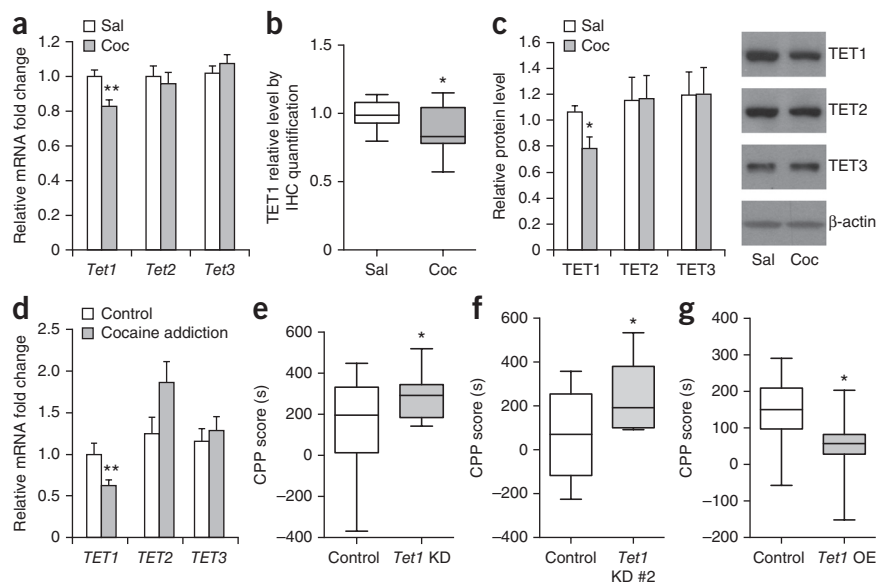 a
Sal
Coc
Relative mRNA fold change
1.2
1.0
0.8
0.6
0.4
0.2
0
**
Tet1
Tet2
Tet3
b
TET1 relative level by
IHC quantification
1.5
1.0
0.5
0
*
Sal
Coc
c
Sal
Coc
Relative protein level
1.6
1.4
1.2
1.0
0.8
0.6
0.4
0.2
0
*
TET1
TET2
TET3
TET1
TET2
TET3
β-actin
Sal
Coc
d
Control
Cocaine addiction
Relative mRNA fold change
2.5
2.0
1.5
1.0
0.5
0
**
TET1
TET2
TET3
e
CPP score (s)
600
400
200
0
–200
–400
*
Control
Tet1 KD
f
CPP score (s)
600
400
200
0
–200
–400
*
Control
Tet1
KD #2
g
CPP score (s)
400
300
200
100
0
–100
–200
*
Control
Tet1 OE